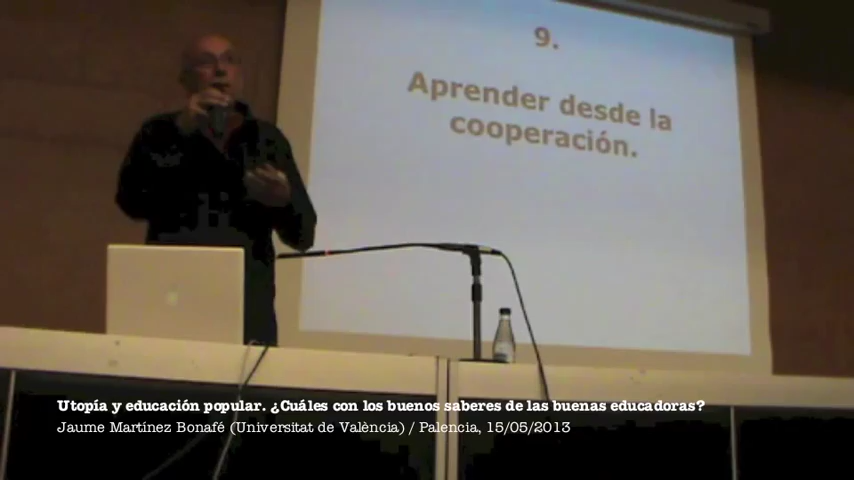 9.
Aprender desde la
cooperación.
Utopía y educación popular. ¿Cuáles con los buenos saberes de las buenas educadoras?
Jaume Martínez Bonafé (Universitat de València) / Palencia, 15/05/2013